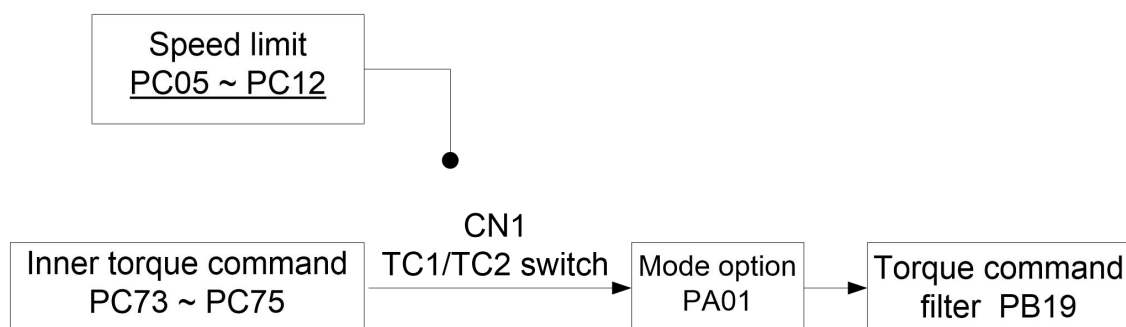 Speed limit
PC05 ~ PC12
CN1
TC1/TC2 switch
Inner torque command
PC73 ~ PC75
Mode option
PA01
Torque command
filter PB19